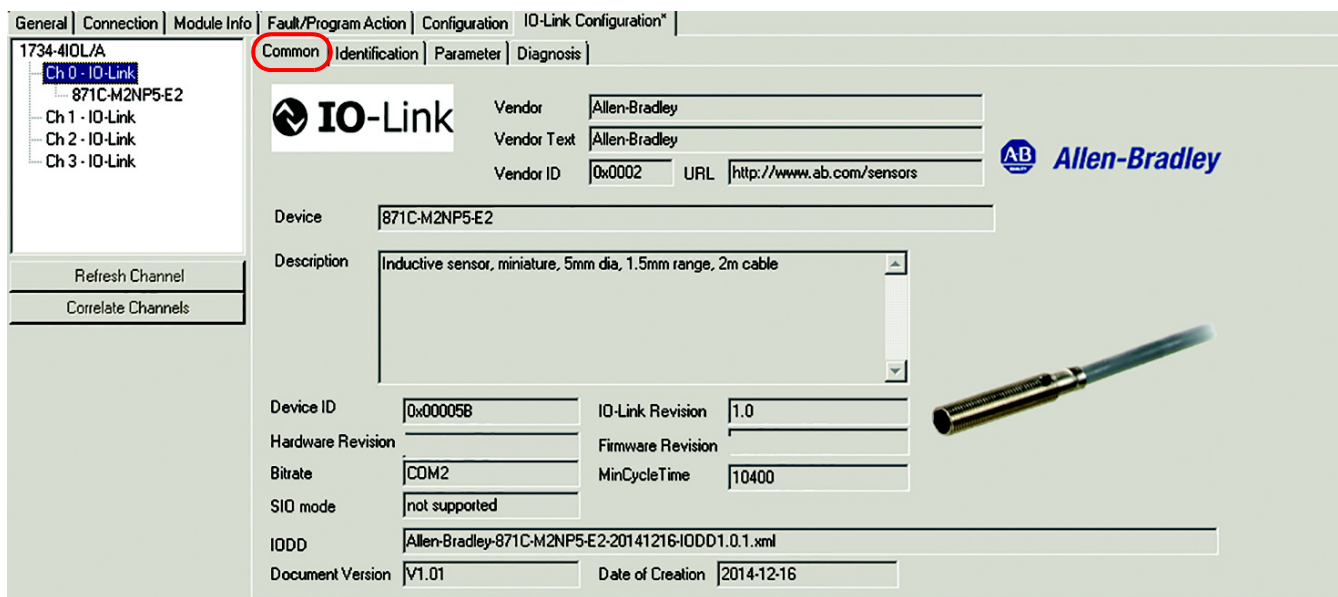 General Connection Module Info Fault/Program Action Configuration IO-Link Configuration*
1734-4IOL/A
Ch 0 - IO-Link
871C-M2NP5-E2
Ch 1 - IO-Link
Ch 2 - IO-Link
Ch 3 - IO-Link
Refresh Channel
Correlate Channels
Common Identification Parameter Diagnosis
IO-Link
Vendor Allen-Bradley
Vendor Text Allen-Bradley
Vendor ID 0x0002 URL http://www.ab.com/sensors
AB Allen-Bradley
Device 871C-M2NP5-E2
Description Inductive sensor, miniature, 5mm dia, 1.5mm range, 2m cable
Device ID 0x00005B IO-Link Revision 1.0
Hardware Revision Firmware Revision
Bitrate COM2 MinCycleTime 10400
SIO mode not supported
IODD Allen-Bradley-871C-M2NP5-E2-20141216-IODD1.0.1.xml
Document Version V1.01 Date of Creation 2014-12-16